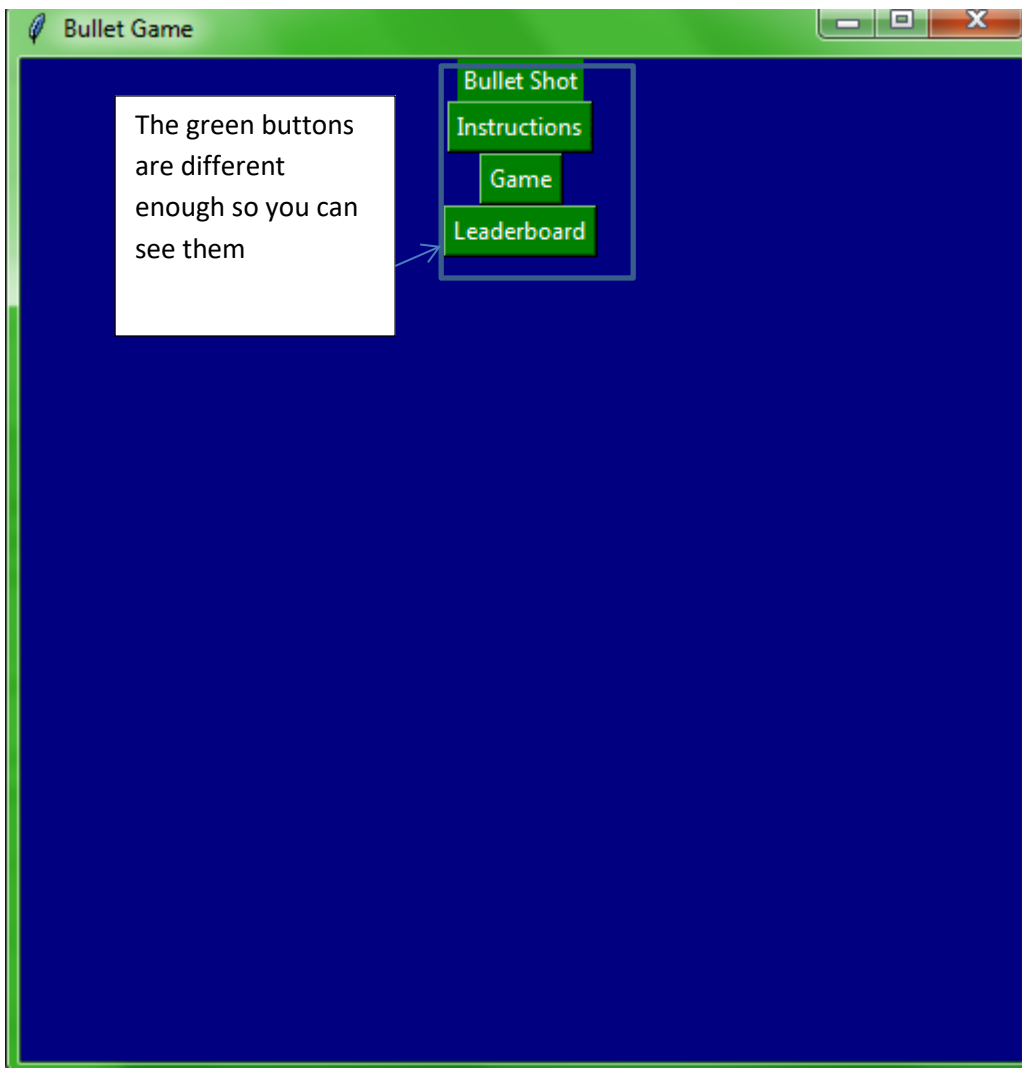 Bullet Game
Bullet Shot
The green buttons
are different
enough so you can
see them
Instructions
Game
Leaderboard